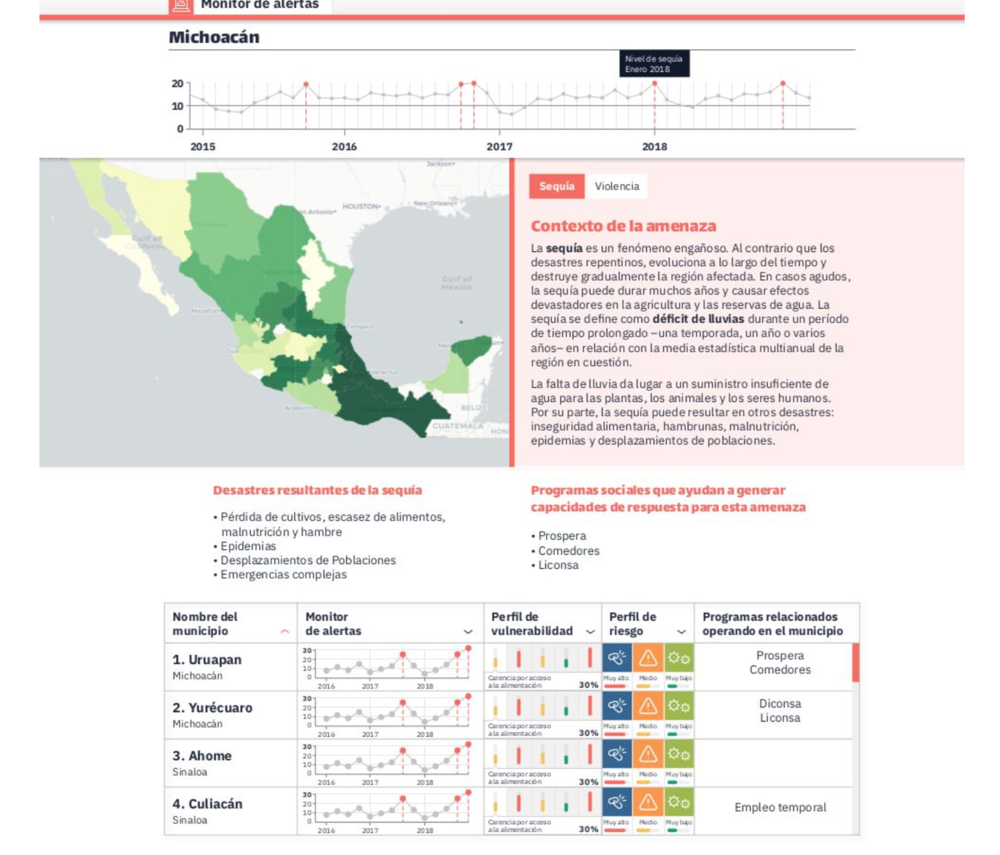 Monitor de alertas
Michoacán
Nivel de sequía
Enero 2018
20
10
0
2015 2016 2017 2018
Jackson
HOUSTON
New Orleans
Gulf of
California
MONTERREY
Gulf of
Mexico
Mazatlan
Tampico
Veracruz
Acapulco
BELIZE
GUATEMALA
HON
Sequía Violencia
Contexto de la amenaza
La sequía es un fenómeno engañoso. Al contrario que los
desastres repentinos, evoluciona a lo largo del tiempo y
destruye gradualmente la región afectada. En casos agudos,
la sequía puede durar muchos años y causar efectos
devastadores en la agricultura y las reservas de agua. La
sequía se define como déficit de lluvias durante un período
de tiempo prolongado –una temporada, un año o varios
años– en relación con la media estadística multianual de la
región en cuestión.
La falta de lluvia da lugar a un suministro insuficiente de
agua para las plantas, los animales y los seres humanos.
Por su parte, la sequía puede resultar en otros desastres:
inseguridad alimentaria, hambrunas, malnutrición,
epidemias y desplazamientos de poblaciones.
Desastres resultantes de la sequía
• Pérdida de cultivos, escasez de alimentos,
malnutrición y hambre
• Epidemias
• Desplazamientos de Poblaciones
• Emergencias complejas
Programas sociales que ayudan a generar
capacidades de respuesta para esta amenaza
• Prospera
• Comedores
• Liconsa
Nombre del
municipio
Monitor
de alertas
Perfil de
vulnerabilidad
Perfil de
riesgo
Programas relacionados
operando en el municipio
1. Uruapan
Michoacán
30
20
10
0
2016 2017 2018
Carencia por acceso
a la alimentación 30%
Muy alto Medio Muy bajo
Prospera
Comedores
2. Yurécuaro
Michoacán
30
20
10
0
2016 2017 2018
Carencia por acceso
a la alimentación 30%
Muy alto Medio Muy bajo
Diconsa
Liconsa
3. Ahome
Sinaloa
30
20
10
0
2016 2017 2018
Carencia por acceso
a la alimentación 30%
Muy alto Medio Muy bajo
4. Culiacán
Sinaloa
30
20
10
0
2016 2017 2018
Carencia por acceso
a la alimentación 30%
Muy alto Medio Muy bajo
Empleo temporal